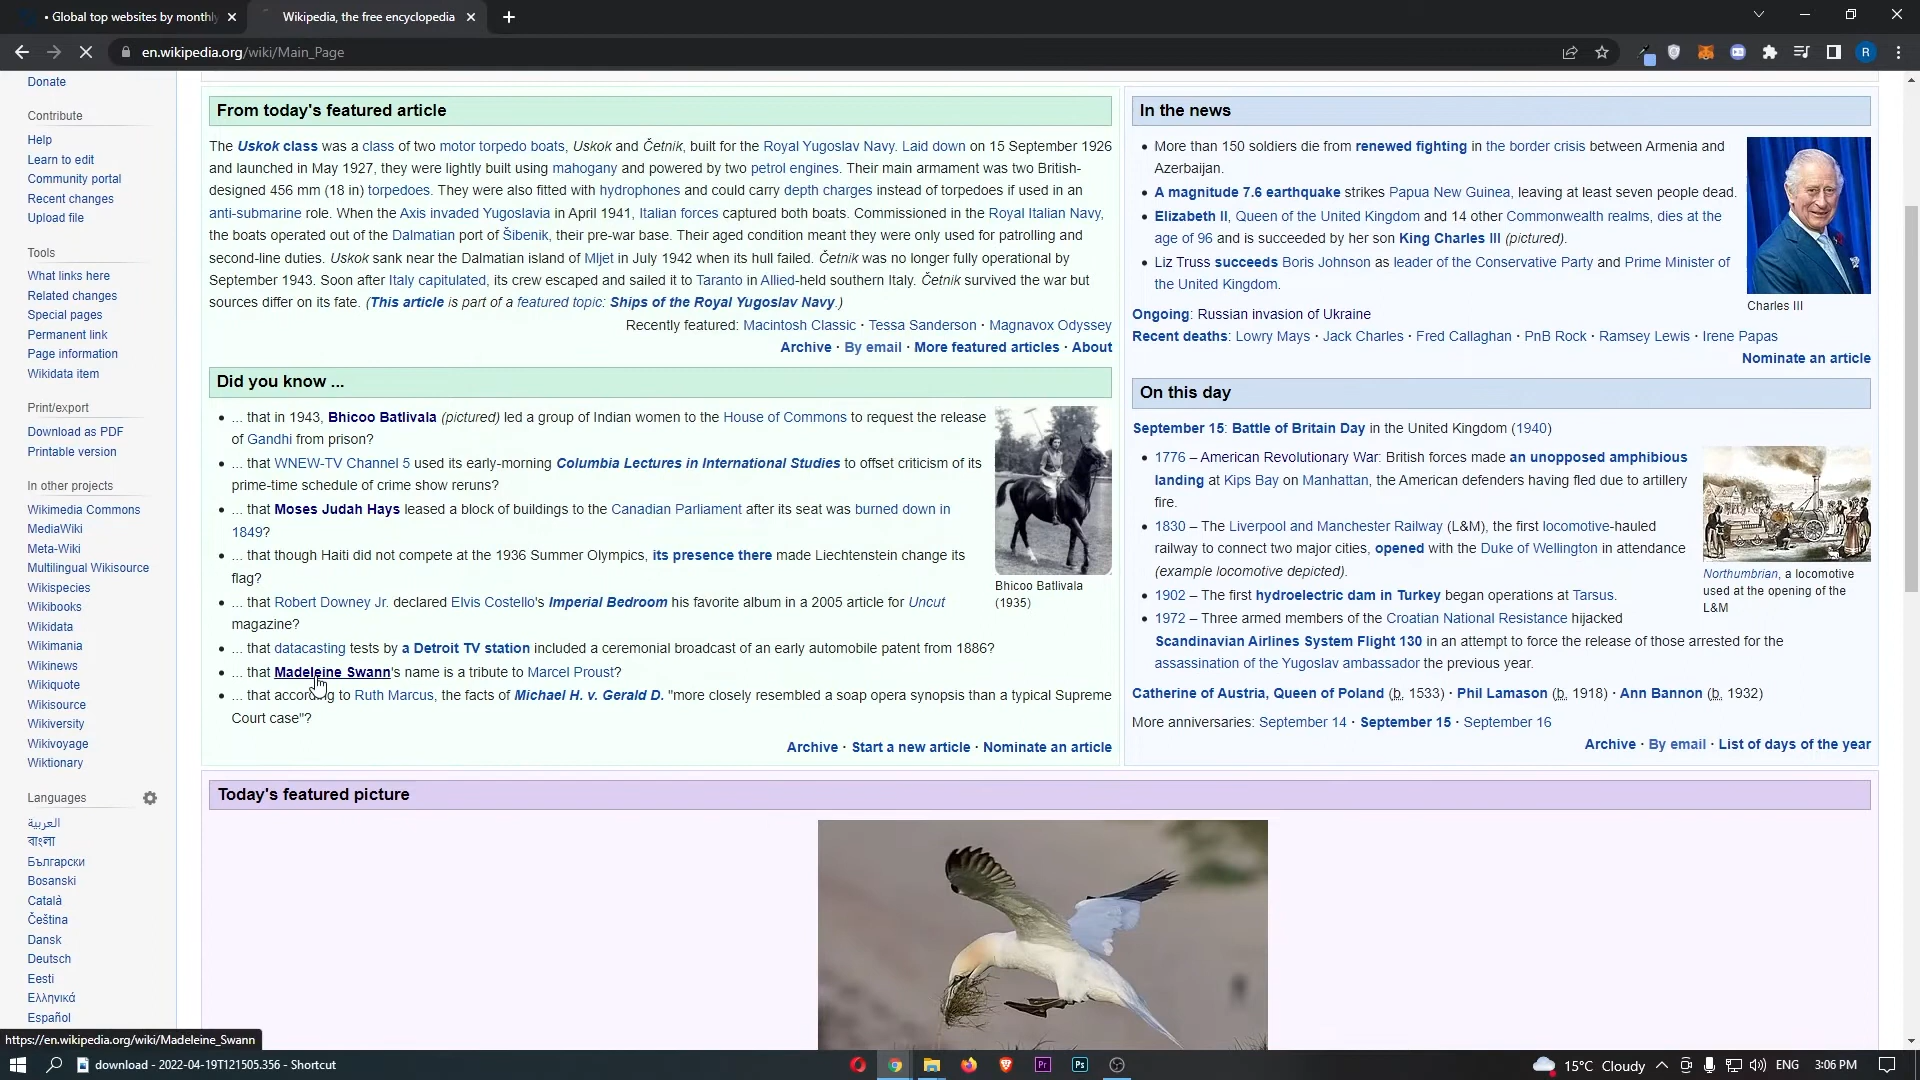 Global top websites by monthly
Wikipedia, the free encyclopedia
en.wikipedia.org/wiki/Main_Page
R
Donate
Contribute
Help
Learn to edit
Community portal
Recent changes
Upload file
Tools
What links here
Related changes
Special pages
Permanent link
Page information
Wikidata item
Print/export
Download as PDF
Printable version
In other projects
Wikimedia Commons
MediaWiki
Meta-Wiki
Multilingual Wikisource
Wikispecies
Wikibooks
Wikidata
Wikimania
Wikinews
Wikiquote
Wikisource
Wikiversity
Wikivoyage
Wiktionary
Languages
العربية
বাংলা
Български
Bosanski
Català
Čeština
Dansk
Deutsch
Eesti
Ελληνικά
Español
From today's featured article
The Uskok class was a class of two motor torpedo boats, Uskok and Četnik, built for the Royal Yugoslav Navy. Laid down on 15 September 1926
and launched in May 1927, they were lightly built using mahogany and powered by two petrol engines. Their main armament was two British-
designed 456 mm (18 in) torpedoes. They were also fitted with hydrophones and could carry depth charges instead of torpedoes if used in an
anti-submarine role. When the Axis invaded Yugoslavia in April 1941, Italian forces captured both boats. Commissioned in the Royal Italian Navy,
the boats operated out of the Dalmatian port of Šibenik, their pre-war base. Their aged condition meant they were only used for patrolling and
second-line duties. Uskok sank near the Dalmatian island of Mljet in July 1942 when its hull failed. Četnik was no longer fully operational by
September 1943. Soon after Italy capitulated, its crew escaped and sailed it to Taranto in Allied-held southern Italy. Četnik survived the war but
sources differ on its fate. (This article is part of a featured topic: Ships of the Royal Yugoslav Navy.)
Recently featured: Macintosh Classic · Tessa Sanderson · Magnavox Odyssey
Archive · By email · More featured articles · About
Did you know ...
... that in 1943, Bhicoo Batlivala (pictured) led a group of Indian women to the House of Commons to request the release
of Gandhi from prison?
... that WNEW-TV Channel 5 used its early-morning Columbia Lectures in International Studies to offset criticism of its
prime-time schedule of crime show reruns?
... that Moses Judah Hays leased a block of buildings to the Canadian Parliament after its seat was burned down in
1849?
... that though Haiti did not compete at the 1936 Summer Olympics, its presence there made Liechtenstein change its
flag?
... that Robert Downey Jr. declared Elvis Costello's Imperial Bedroom his favorite album in a 2005 article for Uncut
magazine?
... that datacasting tests by a Detroit TV station included a ceremonial broadcast of an early automobile patent from 1886?
... that Madeleine Swann's name is a tribute to Marcel Proust?
... that according to Ruth Marcus, the facts of Michael H. v. Gerald D. "more closely resembled a soap opera synopsis than a typical Supreme
Court case"?
Bhicoo Batlivala
(1935)
Archive · Start a new article · Nominate an article
In the news
More than 150 soldiers die from renewed fighting in the border crisis between Armenia and
Azerbaijan.
A magnitude 7.6 earthquake strikes Papua New Guinea, leaving at least seven people dead.
Elizabeth II, Queen of the United Kingdom and 14 other Commonwealth realms, dies at the
age of 96 and is succeeded by her son King Charles III (pictured).
Liz Truss succeeds Boris Johnson as leader of the Conservative Party and Prime Minister of
the United Kingdom.
Charles III
Ongoing: Russian invasion of Ukraine
Recent deaths: Lowry Mays · Jack Charles · Fred Callaghan · PnB Rock · Ramsey Lewis · Irene Papas
Nominate an article
On this day
September 15: Battle of Britain Day in the United Kingdom (1940)
1776 – American Revolutionary War: British forces made an unopposed amphibious
landing at Kips Bay on Manhattan, the American defenders having fled due to artillery
fire.
1830 – The Liverpool and Manchester Railway (L&M), the first locomotive-hauled
railway to connect two major cities, opened with the Duke of Wellington in attendance
(example locomotive depicted).
1902 – The first hydroelectric dam in Turkey began operations at Tarsus.
1972 – Three armed members of the Croatian National Resistance hijacked
Scandinavian Airlines System Flight 130 in an attempt to force the release of those arrested for the
assassination of the Yugoslav ambassador the previous year.
Northumbrian, a locomotive
used at the opening of the
L&M
Catherine of Austria, Queen of Poland (b. 1533) · Phil Lamason (b. 1918) · Ann Bannon (b. 1932)
More anniversaries: September 14 · September 15 · September 16
Archive · By email · List of days of the year
Today's featured picture
https://en.wikipedia.org/wiki/Madeleine_Swann
download - 2022-04-19T121505.356 - Shortcut
Pr
Ps
15°C Cloudy
ENG
3:06 PM